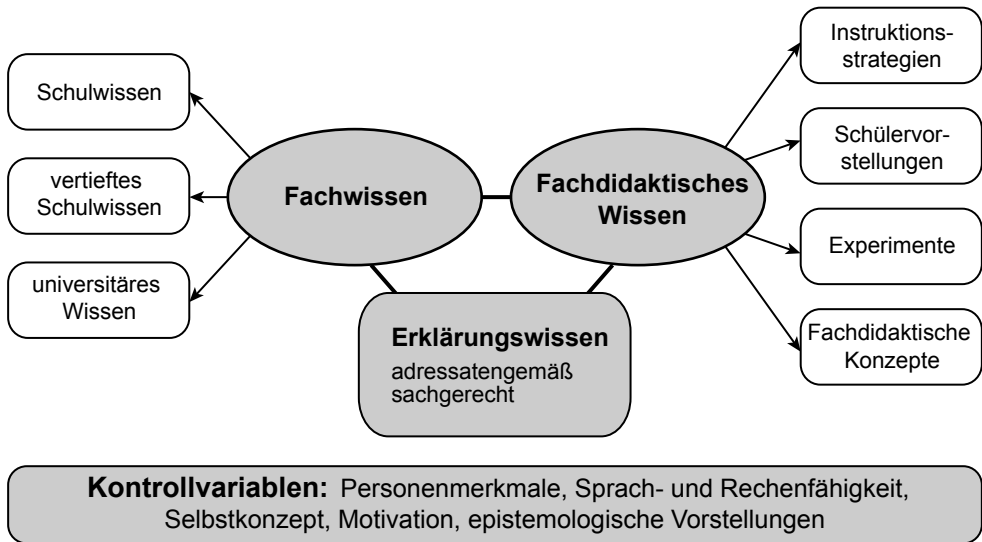 Schulwissen
vertieftes
Schulwissen
universitäres
Wissen
Fachwissen
Fachdidaktisches
Wissen
Erklärungswissen
adressatengemäß
sachgerecht
Instruktions-
strategien
Schülervor-
stellungen
Experimente
Fachdidaktische
Konzepte
Kontrollvariablen: Personenmerkmale, Sprach- und Rechenfähigkeit,
Selbstkonzept, Motivation, epistemologische Vorstellungen